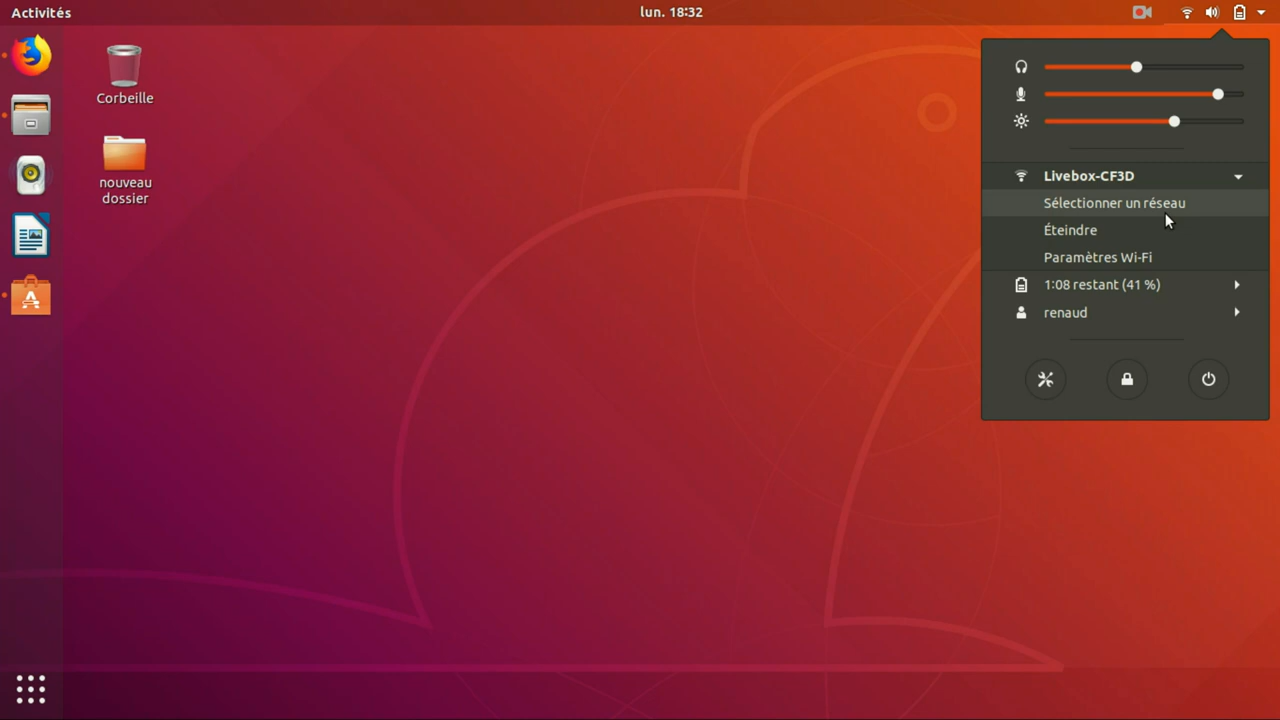 Activités
lun. 18:32
Corbeille
nouveau
dossier
Livebox-CF3D
Sélectionner un réseau
Éteindre
Paramètres Wi-Fi
1:08 restant (41 %)
renaud